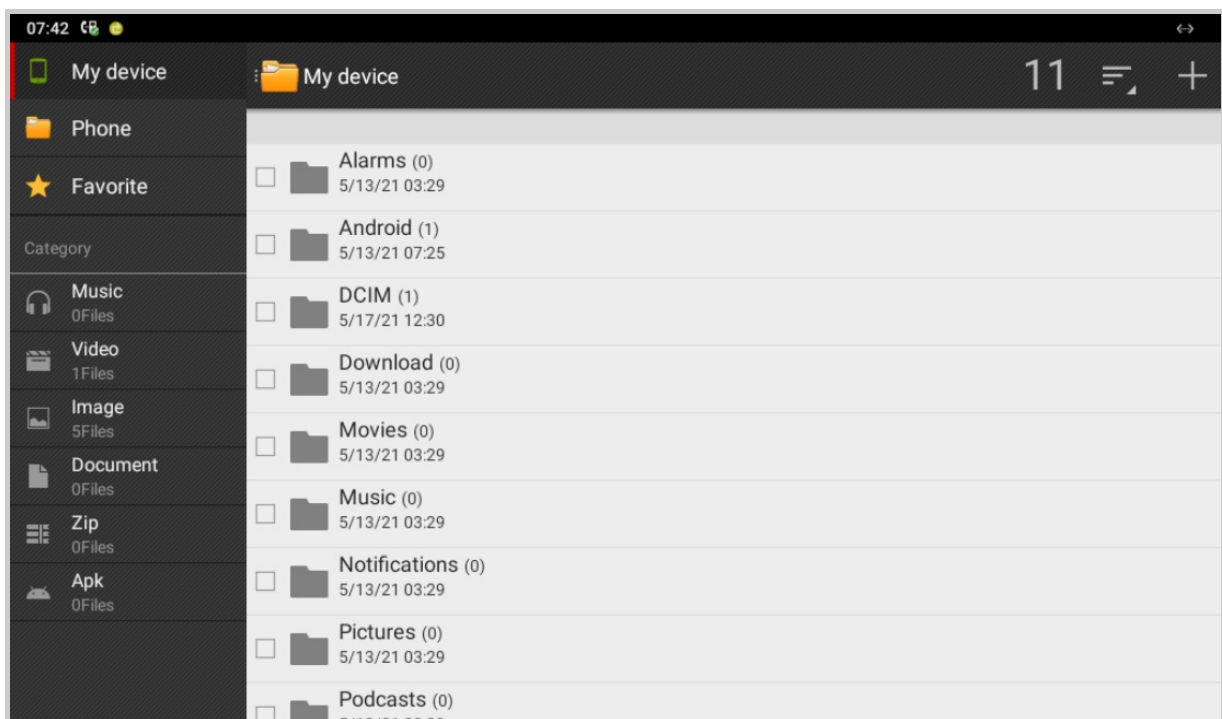 07:42
My device
Phone
Favorite
Category
Music
0Files
Video
1Files
Image
5Files
Document
0Files
Zip
0Files
Apk
0Files
My device
11
Alarms (0)
5/13/21 03:29
Android (1)
5/13/21 07:25
DCIM (1)
5/17/21 12:30
Download (0)
5/13/21 03:29
Movies (0)
5/13/21 03:29
Music (0)
5/13/21 03:29
Notifications (0)
5/13/21 03:29
Pictures (0)
5/13/21 03:29
Podcasts (0)